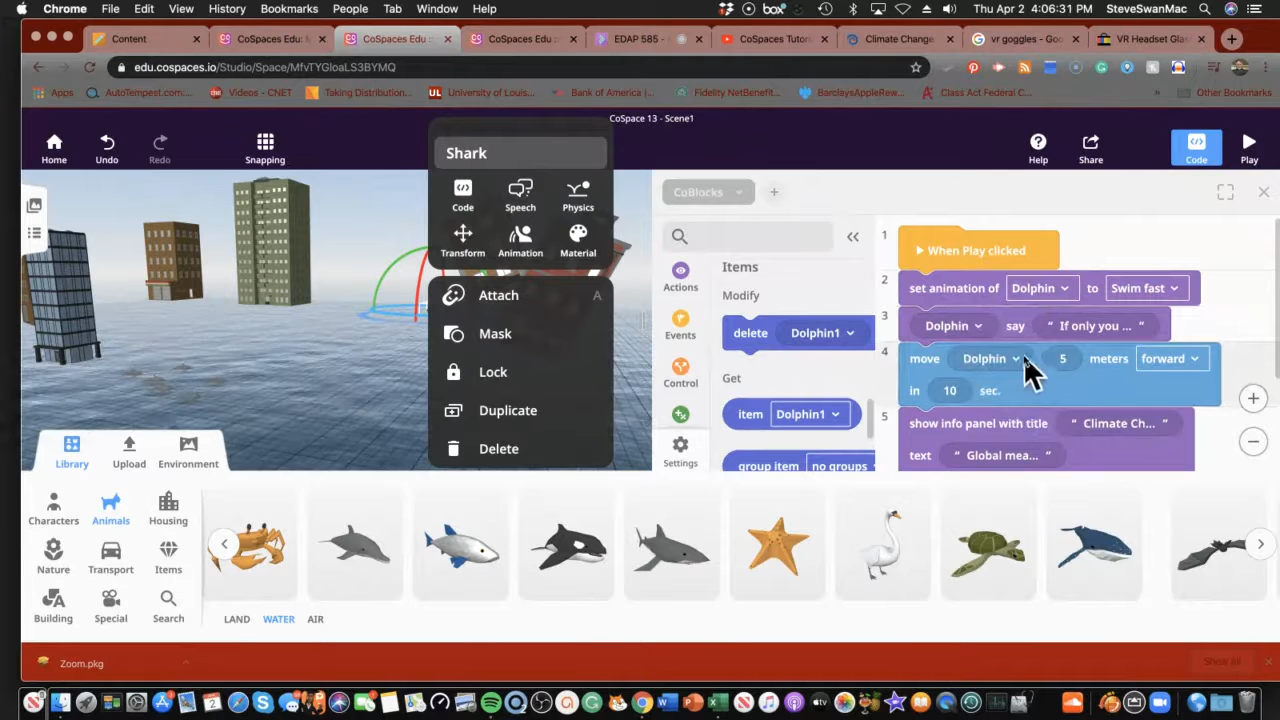 Chrome File Edit View History Bookmarks People Tab Window Help box Thu Apr 2 4:06:31 PM SteveSwanMac
Content
CoSpaces Edu: M
CoSpaces Edu
CoSpaces Edu
EDAP 585 -
CoSpaces Tutori
Climate Change
vr goggles - Goo
VR Headset Glas
edu.cospaces.io/Studio/Space/MfvTYGIoaLS3BYMQ
Apps AutoTempest.com:... Videos - CNET Taking Distribution... UL University of Louis... Bank of America |... Fidelity NetBenefit... BarclaysAppleRew... Class Act Federal C... » Other Bookmarks
CoSpace 13 - Scene1
Home Undo Redo Snapping Help Share Code Play
Shark
Code Speech Physics
Transform Animation Material
Attach A
Mask
Lock
Duplicate
Delete
CoBlocks +
Actions
Events
Control
Settings
Items
Modify
delete Dolphin1
Get
item Dolphin1
group item no groups
1 When Play clicked
2 set animation of Dolphin to Swim fast
3 Dolphin say “ If only you ... ”
4 move Dolphin 5 meters forward
in 10 sec.
5 show info panel with title “ Climate Ch... ”
text “ Global mea... ”
Library Upload Environment
Characters Animals Housing
Nature Transport Items
Building Special Search
LAND WATER AIR
Zoom.pkg
Show All